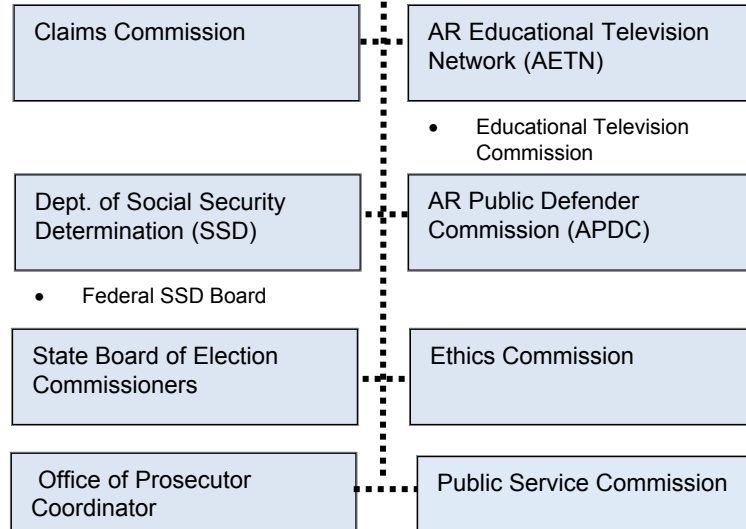 Claims Commission
AR Educational Television
Network (AETN)
• Educational Television
Commission
Dept. of Social Security
Determination (SSD)
AR Public Defender
Commission (APDC)
• Federal SSD Board
State Board of Election
Commissioners
Ethics Commission
Office of Prosecutor
Coordinator
Public Service Commission